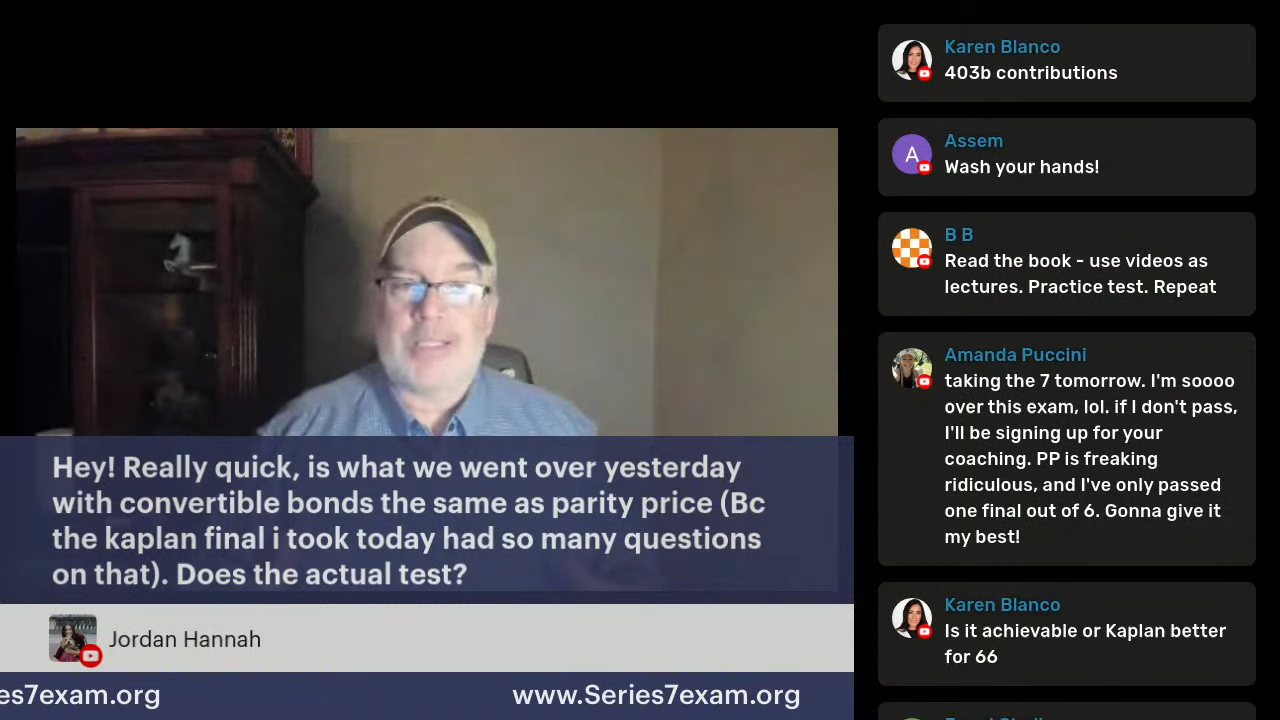 Hey! Really quick, is what we went over yesterday
with convertible bonds the same as parity price (Bc
the kaplan final i took today had so many questions
on that). Does the actual test?
Jordan Hannah
es7exam.org
www.Series7exam.org
Karen Blanco
403b contributions
A
Assem
Wash your hands!
B B
Read the book - use videos as
lectures. Practice test. Repeat
Amanda Puccini
taking the 7 tomorrow. I'm soooo
over this exam, lol. if I don't pass,
I'll be signing up for your
coaching. PP is freaking
ridiculous, and I've only passed
one final out of 6. Gonna give it
my best!
Karen Blanco
Is it achievable or Kaplan better
for 66